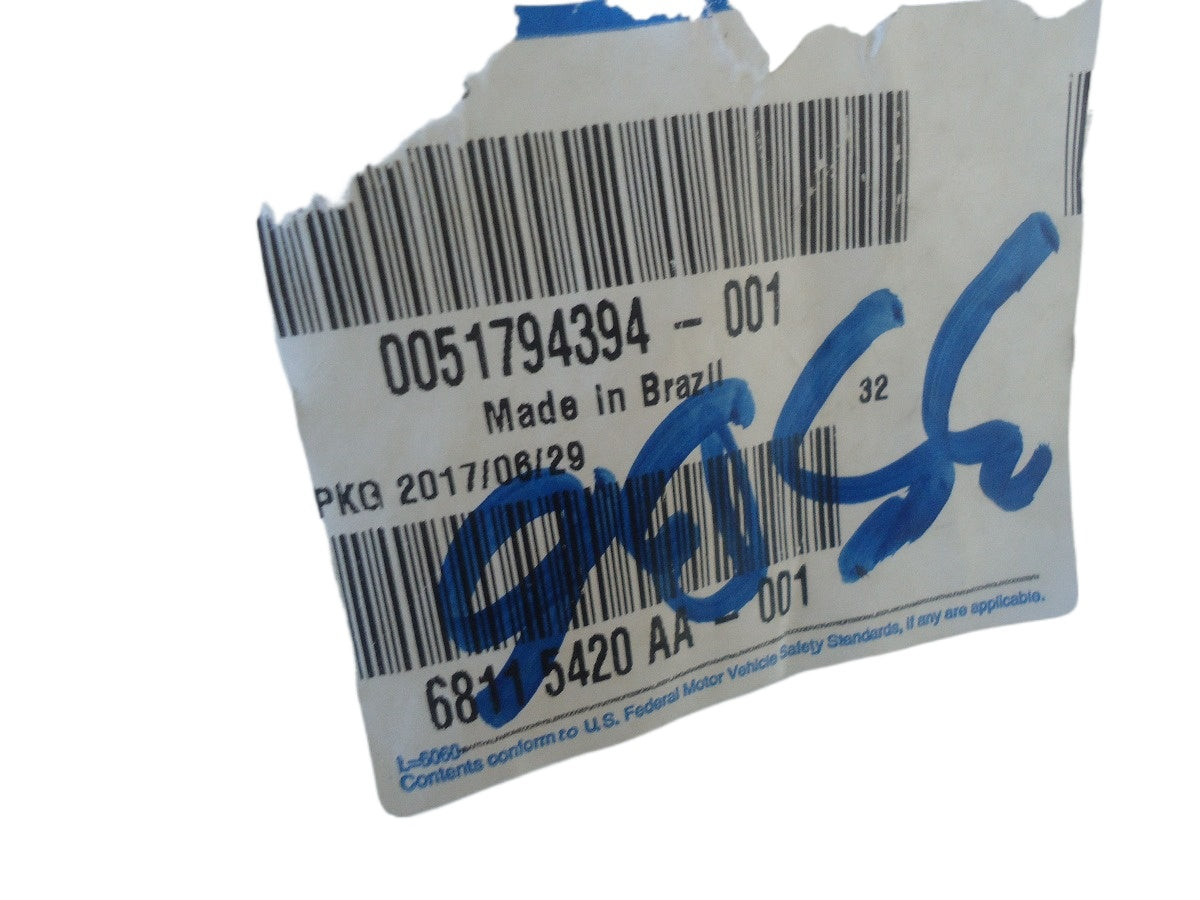 0051794394 - 001
Made in Brazil
32
PKG 2017/06/29
6811 5420 AA - 001
L=6060
Contents conform to U.S. Federal Motor Vehicle Safety Standards, if any are applicable.